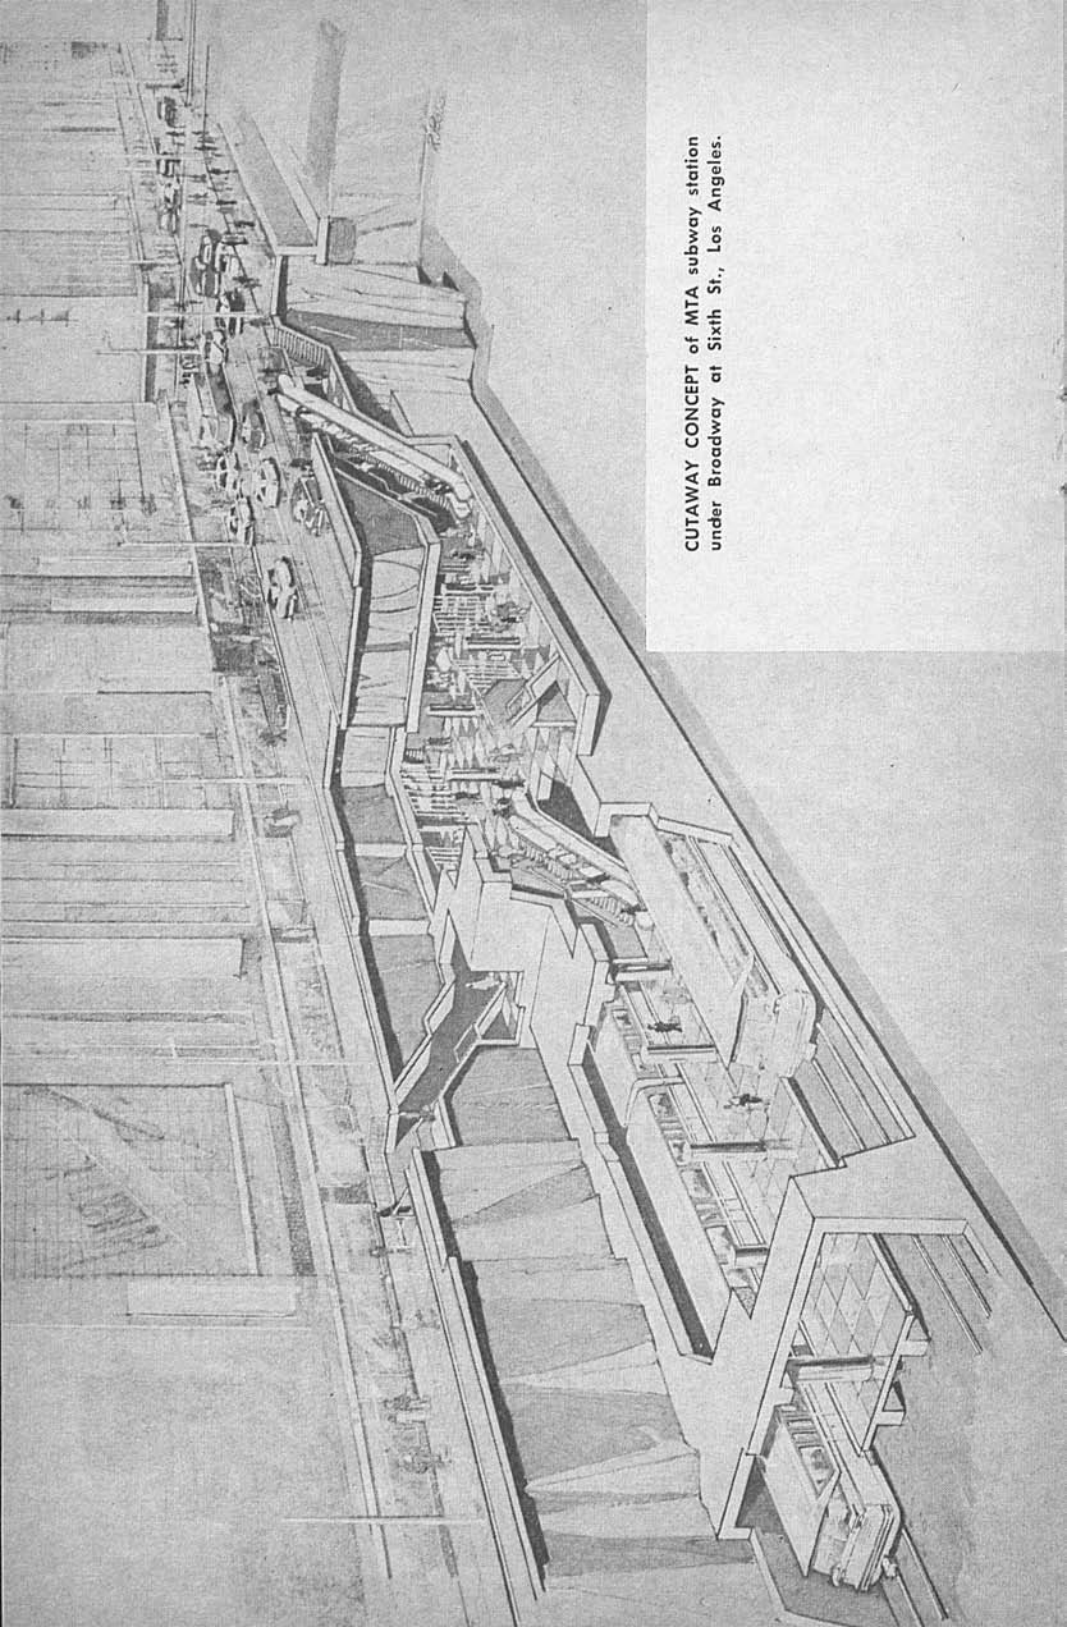 CUTAWAY CONCEPT of MTA subway station
under Broadway at Sixth St., Los Angeles.